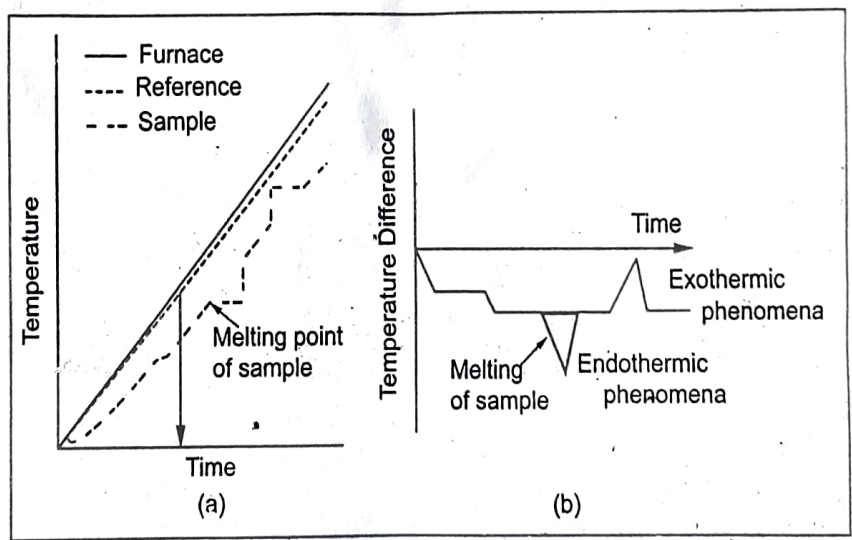 Furnace
Reference
Sample
Temperature
Melting point
of sample
Time
(a)
Temperature Difference
Time
Exothermic
phenomena
Melting
of sample
Endothermic
phenomena
(b)